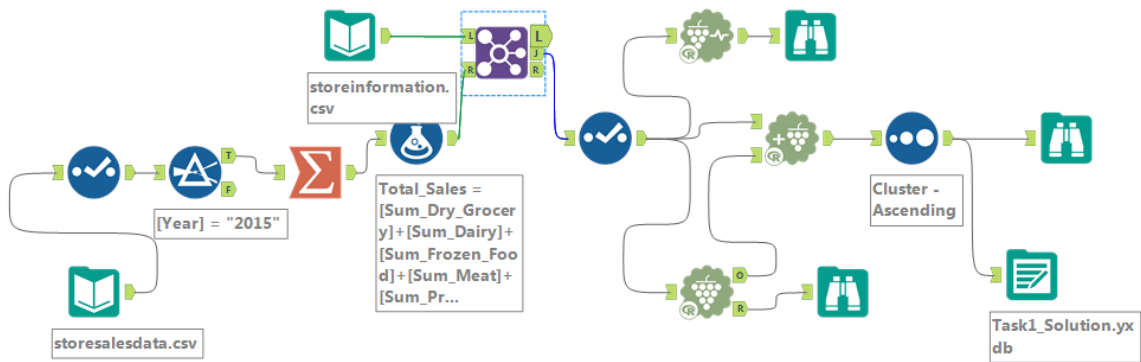 storeinformation.
csv
L
R
L
J
R
T
F
[Year] = "2015"
storesalesdata.csv
Total_Sales =
[Sum_Dry_Grocer
y]+[Sum_Dairy]+
[Sum_Frozen_Foo
d]+[Sum_Meat]+
[Sum_Pr...
R
R
R
O
R
Cluster -
Ascending
Task1_Solution.yx
db